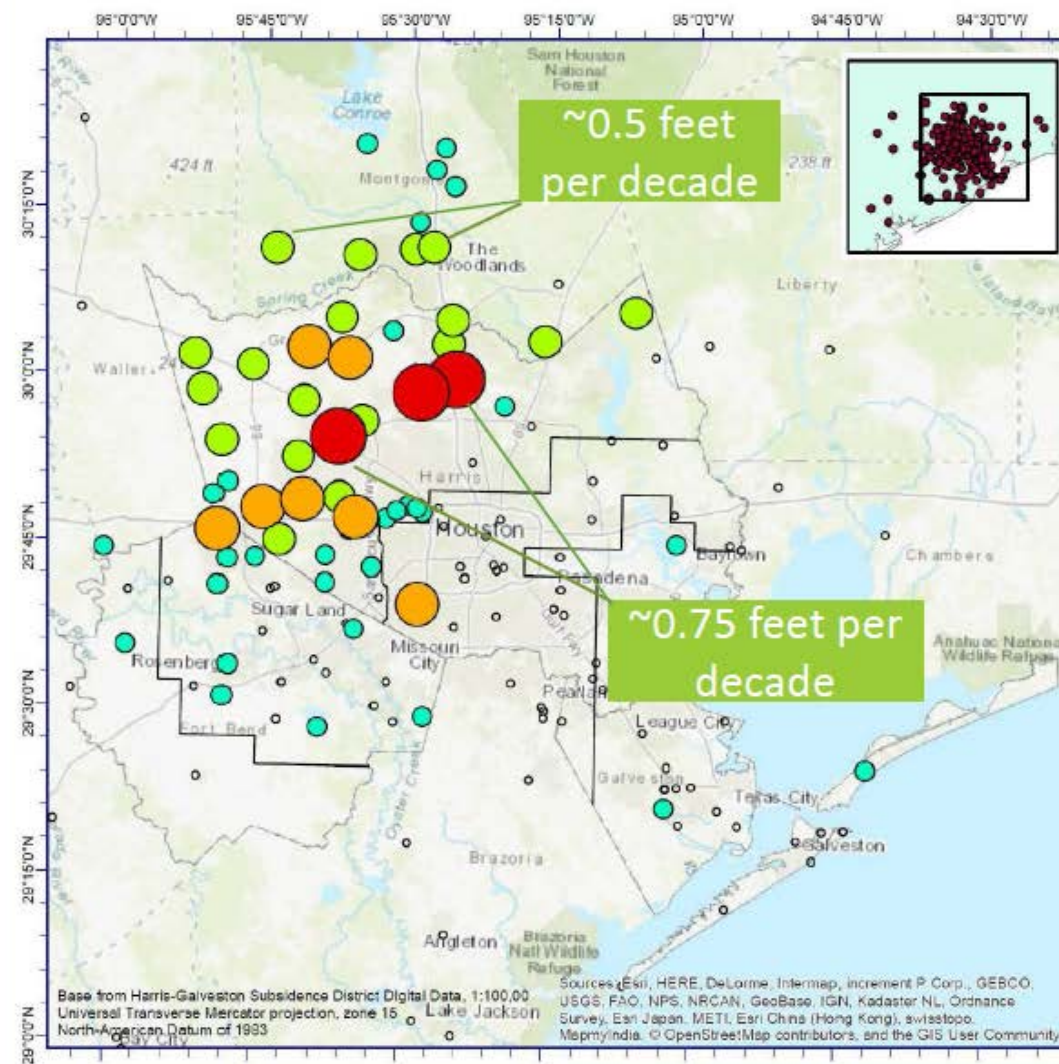 96°0'0"W 95°45'0"W 95°30'0"W 95°15'0"W 95°0'0"W 94°45'0"W 94°30'0"W
Sam Houston
National
Forest
Lake
Conroe
~0.5 feet
per decade
424 ft
238 ft
30°15'0"N
The
Woodlands
Spring Creek
Liberty
Waller
30°0'0"N
Harris
Houston
29°45'0"N
Baytown
Chambers
Pasadena
Sugar Land
~0.75 feet per
decade
Missouri
City
Rosenberg
Anahuac National
Wildlife Refuge
29°30'0"N
Fort Bend
League City
Oyster Creek
Galveston
Texas City
Galveston
29°15'0"N
Brazoria
Angleton
Brazoria
Natl Wildlife
Refuge
Base from Harris-Galveston Subsidence District Digital Data, 1:100,00
Universal Transverse Mercator projection, zone 15
North-American Datum of 1983
Lake Jackson
Bay City
Sources: Esri, HERE, DeLorme, Intermap, increment P Corp., GEBCO,
USGS, FAO, NPS, NRCAN, GeoBase, IGN, Kadaster NL, Ordnance
Survey, Esri Japan, METI, Esri China (Hong Kong), swisstopo,
MapmyIndia, © OpenStreetMap contributors, and the GIS User Community
29°0'0"N